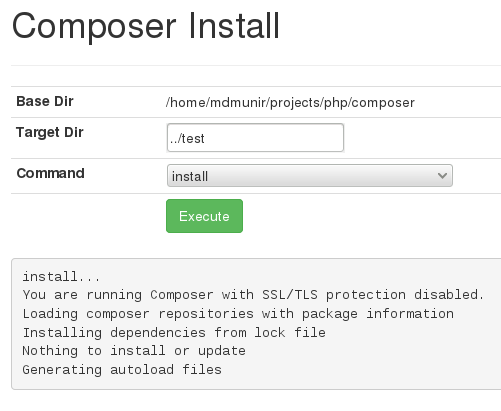 Composer Install
Base Dir /home/mdmunir/projects/php/composer
Target Dir ../test
Command install
Execute
install...
You are running Composer with SSL/TLS protection disabled.
Loading composer repositories with package information
Installing dependencies from lock file
Nothing to install or update
Generating autoload files